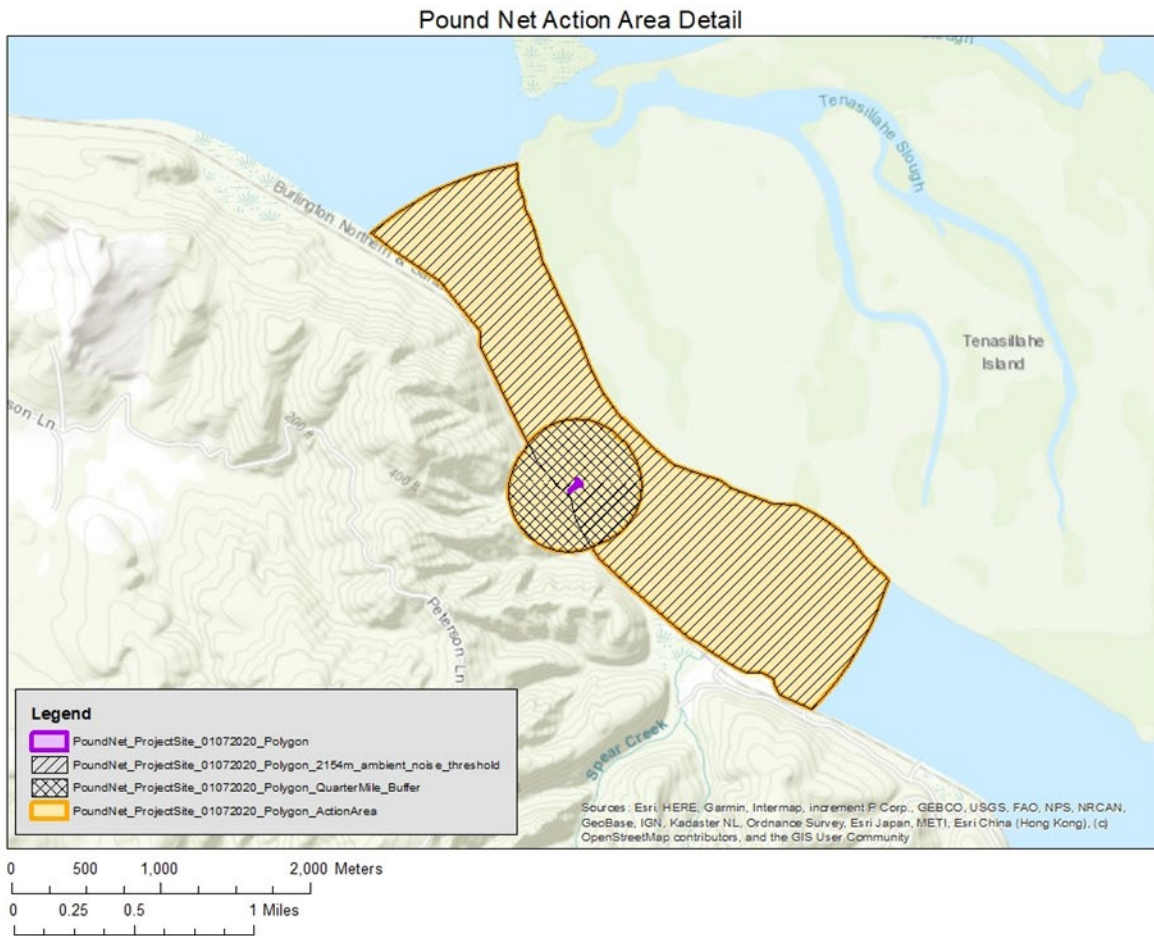 Pound Net Action Area Detail
Slough
Tenasillahe Slough
Burlington Northern & San
Tenasillahe
Island
son Ln
200 ft
400 ft
Peterson Ln
Spear Creek
Legend
PoundNet_ProjectSite_01072020_Polygon
PoundNet_ProjectSite_01072020_Polygon_2154m_ambient_noise_threshold
PoundNet_ProjectSite_01072020_Polygon_QuarterMile_Buffer
PoundNet_ProjectSite_01072020_Polygon_ActionArea
Sources: Esri, HERE, Garmin, Intermap, increment P Corp., GEBCO, USGS, FAO, NPS, NRCAN,
GeoBase, IGN, Kadaster NL, Ordnance Survey, Esri Japan, METI, Esri China (Hong Kong), (c)
OpenStreetMap contributors, and the GIS User Community
0 500 1,000 2,000 Meters
0 0.25 0.5 1 Miles